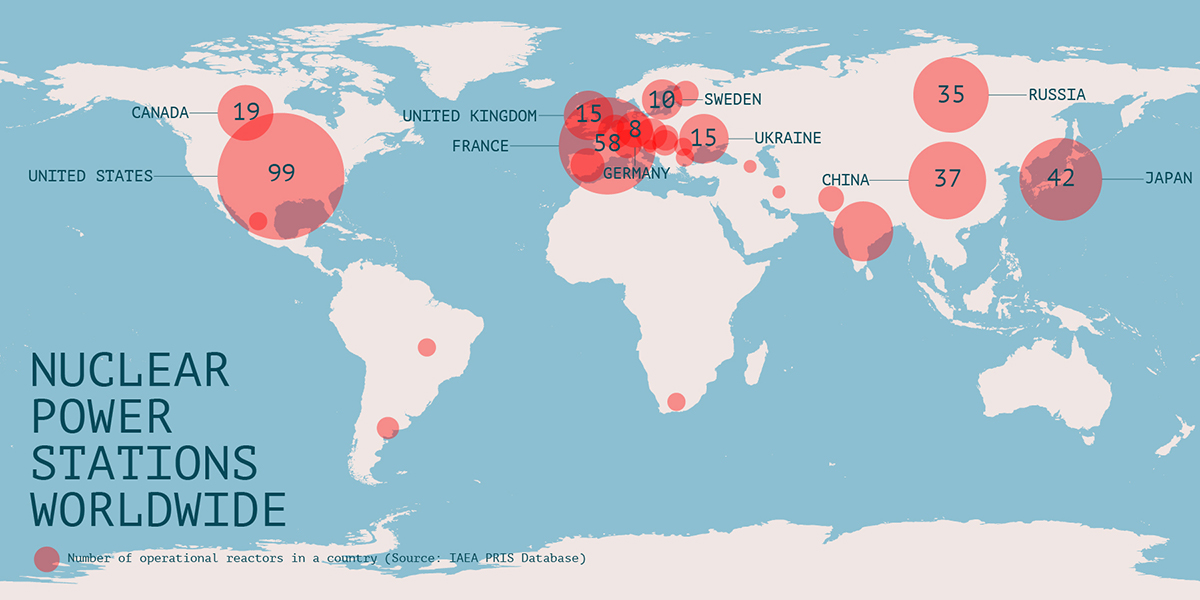 10
SWEDEN
35
RUSSIA
CANADA
19
UNITED KINGDOM
15
8
15
UKRAINE
FRANCE
58
GERMANY
UNITED STATES
99
CHINA
37
42
JAPAN
NUCLEAR
POWER
STATIONS
WORLDWIDE
Number of operational reactors in a country (Source: IAEA PRIS Database)